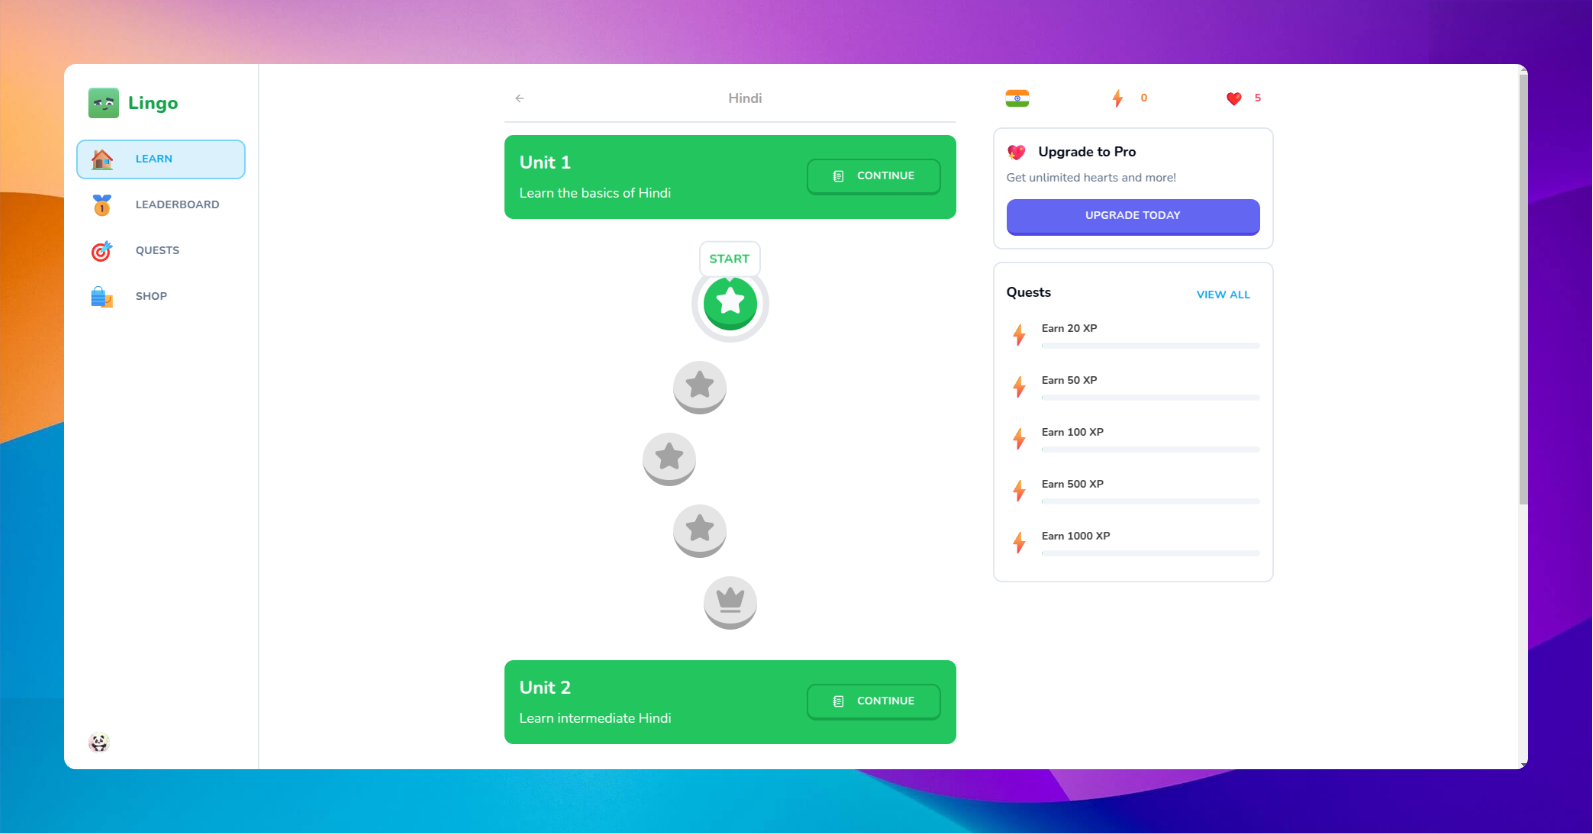 Lingo
LEARN
LEADERBOARD
QUESTS
SHOP
Hindi
Unit 1
Learn the basics of Hindi
CONTINUE
START
Unit 2
Learn intermediate Hindi
CONTINUE
0
5
Upgrade to Pro
Get unlimited hearts and more!
UPGRADE TODAY
Quests
VIEW ALL
Earn 20 XP
Earn 50 XP
Earn 100 XP
Earn 500 XP
Earn 1000 XP